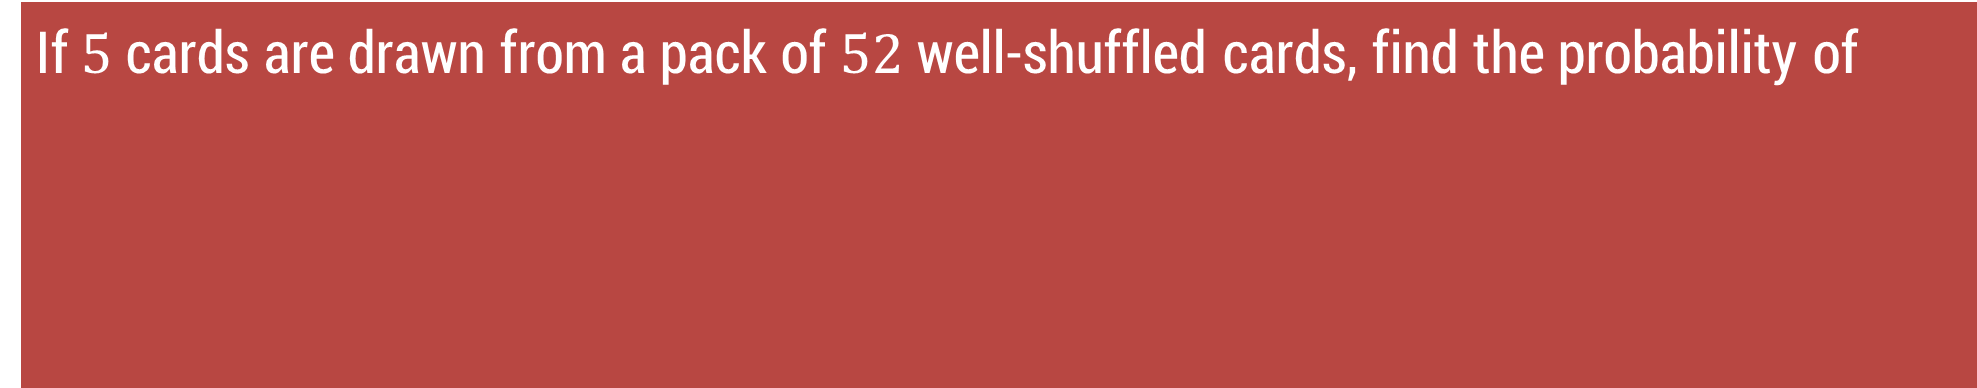 If 5 cards are drawn from a pack of 52 well-shuffled cards, find the probability of